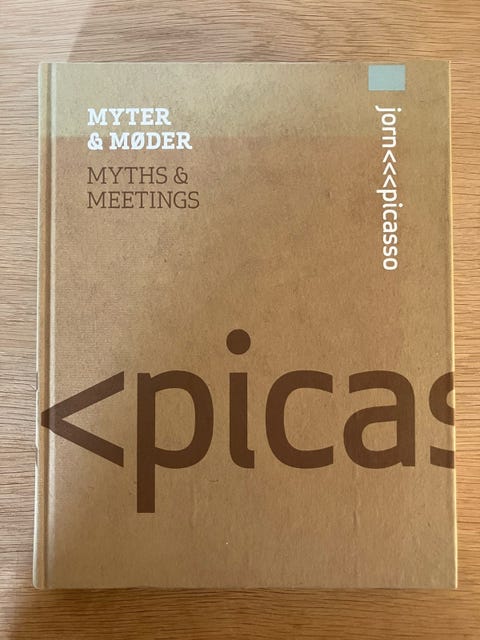 MYTER
& MØDER
MYTHS &
MEETINGS
jorn<<<picasso
<picas